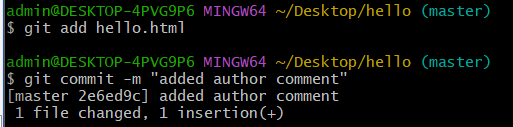 admin@DESKTOP-4PVG9P6 MINGW64 ~/Desktop/hello (master)
$ git add hello.html
admin@DESKTOP-4PVG9P6 MINGW64 ~/Desktop/hello (master)
$ git commit -m "added author comment"
[master 2e6ed9c] added author comment
 1 file changed, 1 insertion(+)